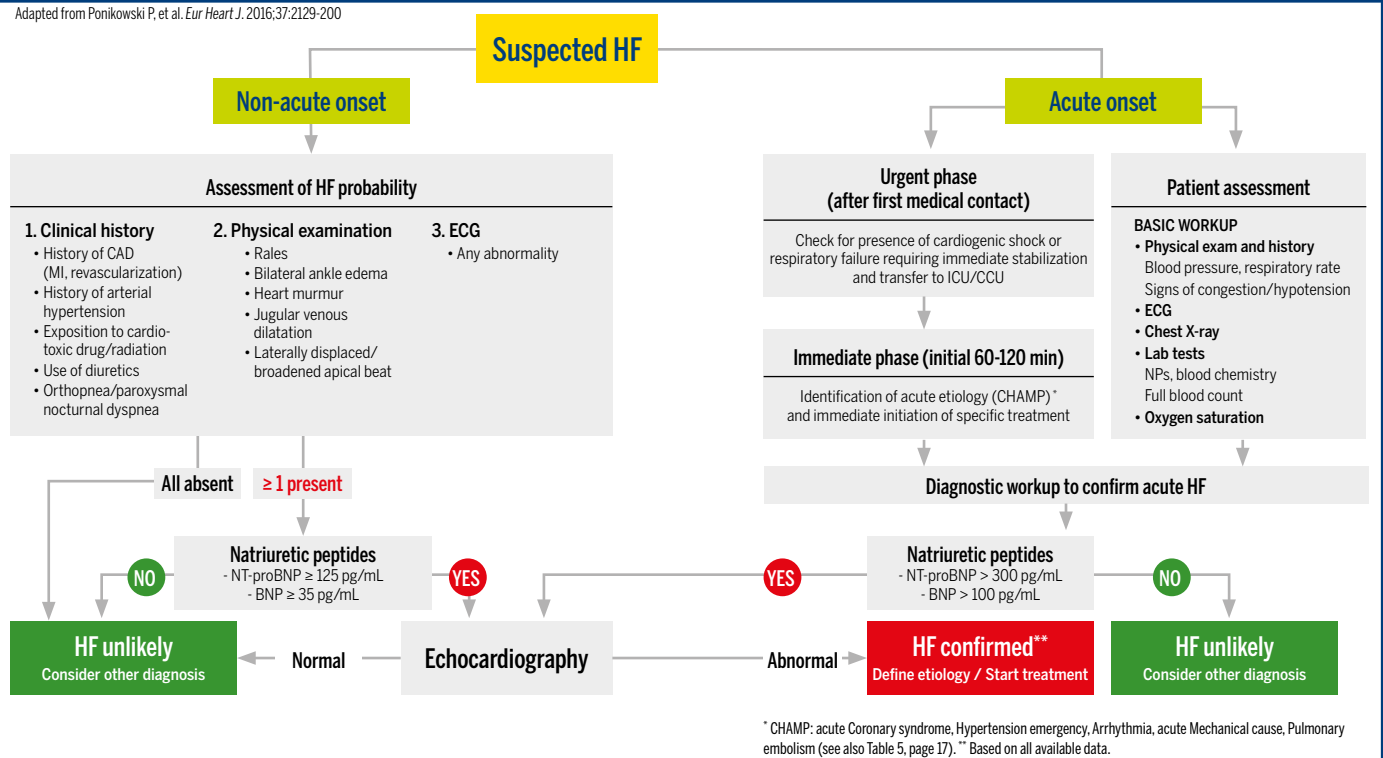 Adapted from Ponikowski P, et al. Eur Heart J. 2016;37:2129-200
Suspected HF
Non-acute onset
Assessment of HF probability
1. Clinical history
• History of CAD
(MI, revascularization)
• History of arterial
hypertension
• Exposition to cardio-
toxic drug/radiation
• Use of diuretics
• Orthopnea/paroxysmal
nocturnal dyspnea
2. Physical examination
• Rales
• Bilateral ankle edema
• Heart murmur
• Jugular venous
dilatation
• Laterally displaced/
broadened apical beat
3. ECG
• Any abnormality
All absent
≥ 1 present
Natriuretic peptides
- NT-proBNP ≥ 125 pg/mL
- BNP ≥ 35 pg/mL
NO
YES
HF unlikely
Consider other diagnosis
Normal
Echocardiography
Abnormal
Acute onset
Urgent phase
(after first medical contact)
Check for presence of cardiogenic shock or
respiratory failure requiring immediate stabilization
and transfer to ICU/CCU
Immediate phase (initial 60-120 min)
Identification of acute etiology (CHAMP)*
and immediate initiation of specific treatment
Patient assessment
BASIC WORKUP
• Physical exam and history
Blood pressure, respiratory rate
Signs of congestion/hypotension
• ECG
• Chest X-ray
• Lab tests
NPs, blood chemistry
Full blood count
• Oxygen saturation
Diagnostic workup to confirm acute HF
Natriuretic peptides
- NT-proBNP > 300 pg/mL
- BNP > 100 pg/mL
YES
NO
HF confirmed**
Define etiology / Start treatment
HF unlikely
Consider other diagnosis
* CHAMP: acute Coronary syndrome, Hypertension emergency, Arrhythmia, acute Mechanical cause, Pulmonary
embolism (see also Table 5, page 17). ** Based on all available data.